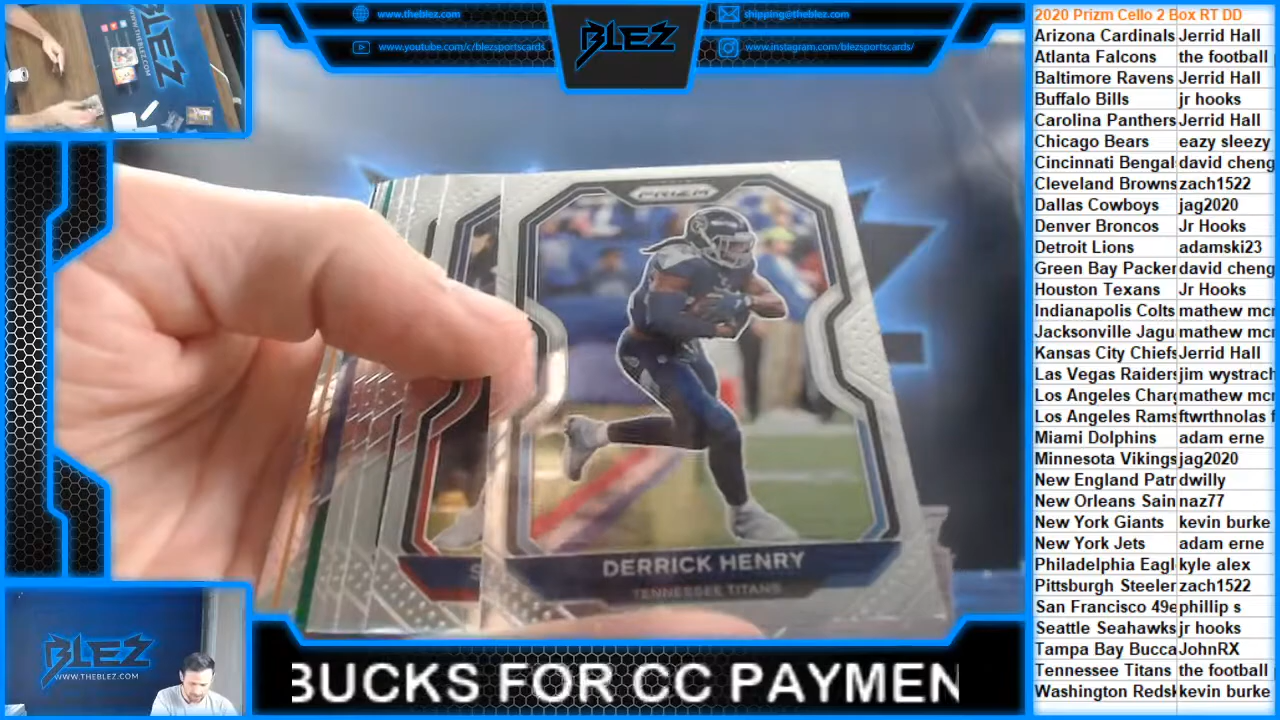 www.theblez.com
shipping@theblez.com
www.youtube.com/c/blezsportscards
www.instagram.com/blezsportscards/
BLEZ
WWW.THEBLEZ.COM
PRIZM
DERRICK HENRY
TENNESSEE TITANS
BLEZ
WWW.THEBLEZ.COM
BUCKS FOR CC PAYMEN
2020 Prizm Cello 2 Box RT DD
Arizona Cardinals Jerrid Hall
Atlanta Falcons the football
Baltimore Ravens Jerrid Hall
Buffalo Bills jr hooks
Carolina Panthers Jerrid Hall
Chicago Bears eazy sleezy
Cincinnati Bengal david cheng
Cleveland Browns zach1522
Dallas Cowboys jag2020
Denver Broncos Jr Hooks
Detroit Lions adamski23
Green Bay Packer david cheng
Houston Texans Jr Hooks
Indianapolis Colts mathew mc
Jacksonville Jagu mathew mc
Kansas City Chiefs Jerrid Hall
Las Vegas Raiders jim wystrach
Los Angeles Charg mathew mc
Los Angeles Rams ftwrthnolas f
Miami Dolphins adam erne
Minnesota Vikings jag2020
New England Patr dwilly
New Orleans Sain naz77
New York Giants kevin burke
New York Jets adam erne
Philadelphia Eagl kyle alex
Pittsburgh Steeler zach1522
San Francisco 49e phillip s
Seattle Seahawks jr hooks
Tampa Bay Bucca JohnRX
Tennessee Titans the football
Washington Redsk kevin burke